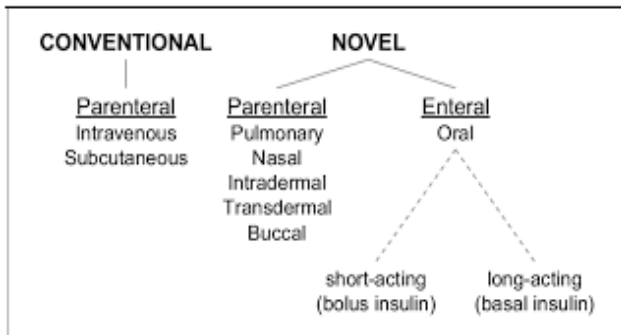 CONVENTIONAL
Parenteral
Intravenous
Subcutaneous
NOVEL
Parenteral
Pulmonary
Nasal
Intradermal
Transdermal
Buccal
Enteral
Oral
short-acting
(bolus insulin)
long-acting
(basal insulin)